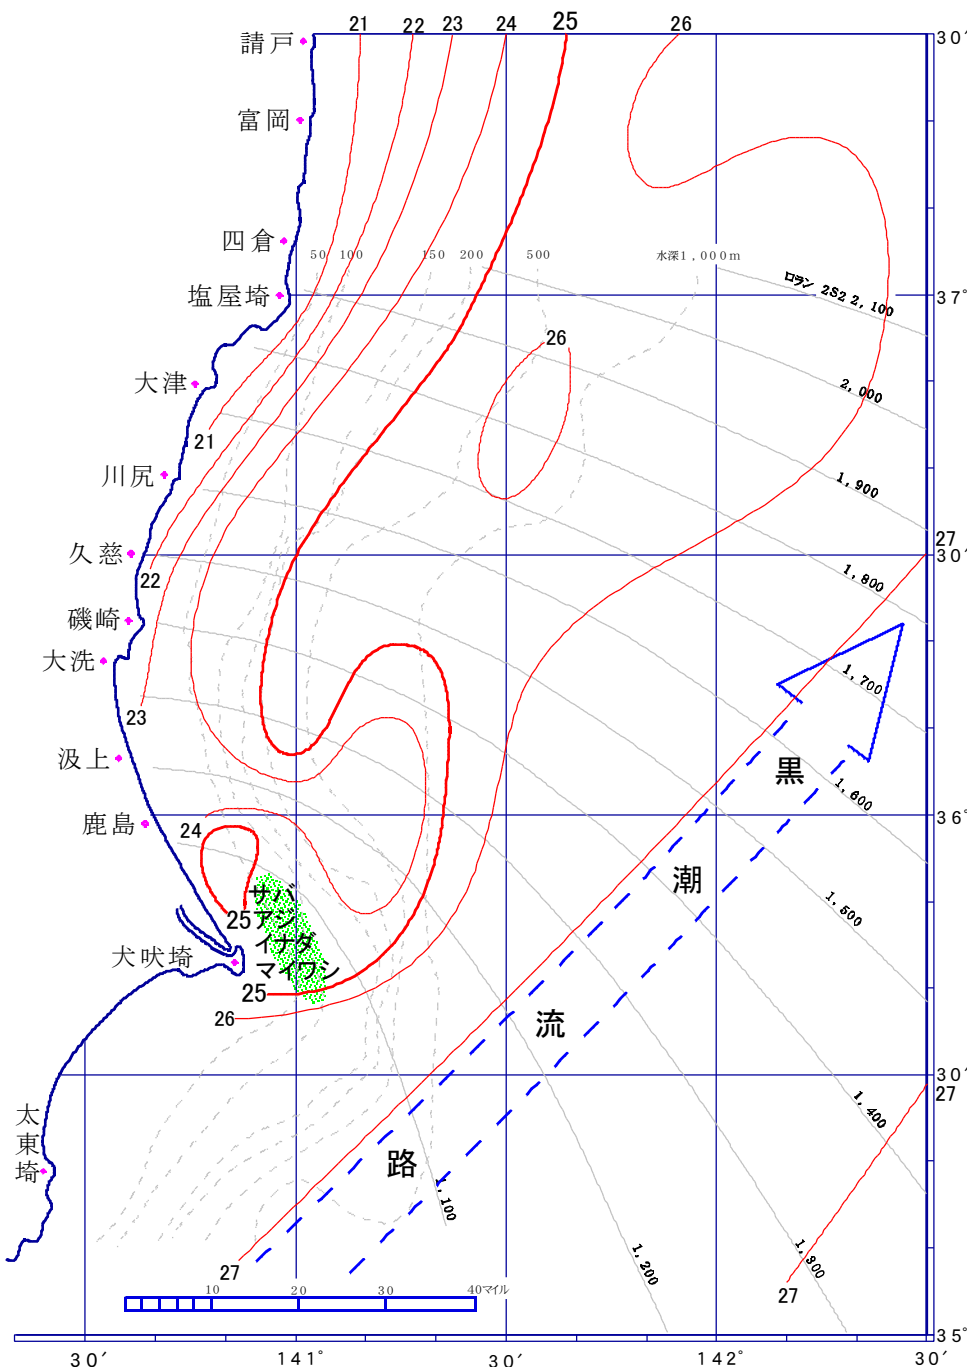 21 22 23 24 25 26
請戸 30′
富岡
四倉
50 100 150 200 500 水深1,000m
塩屋埼
ロラン 2S2 2,100
37°
26
大津
2,000
21
川尻
1,900
27
久慈
30′
22
1,800
磯崎
大洗
1,700
23
汲上
黒
1,600
鹿島
24
36°
潮
サバ
25 アジ
イナダ
マイワシ
1,500
犬吠埼
25
26
流
30′
27
太東埼
1,400
路
1,100
1,200
1,300
27
27
10 20 30 40マイル
35°
30′ 141° 30′ 142° 30′